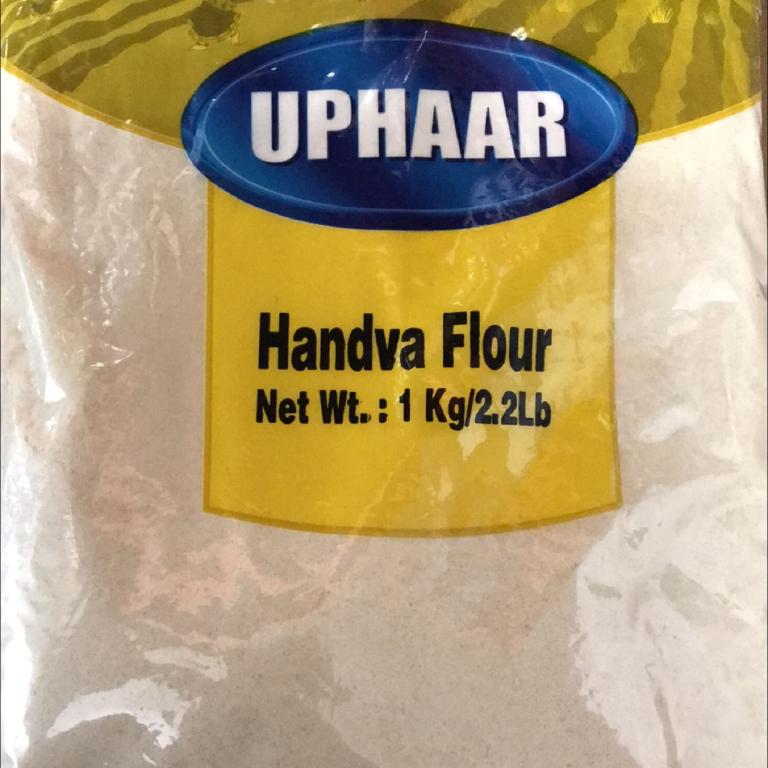 UPHAAR
Handva Flour
Net Wt. : 1 Kg/2.2Lb